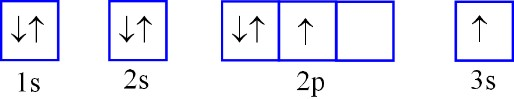 ↓↑ ↓↑ ↓↑ ↑ ↑
1s 2s 2p 3s